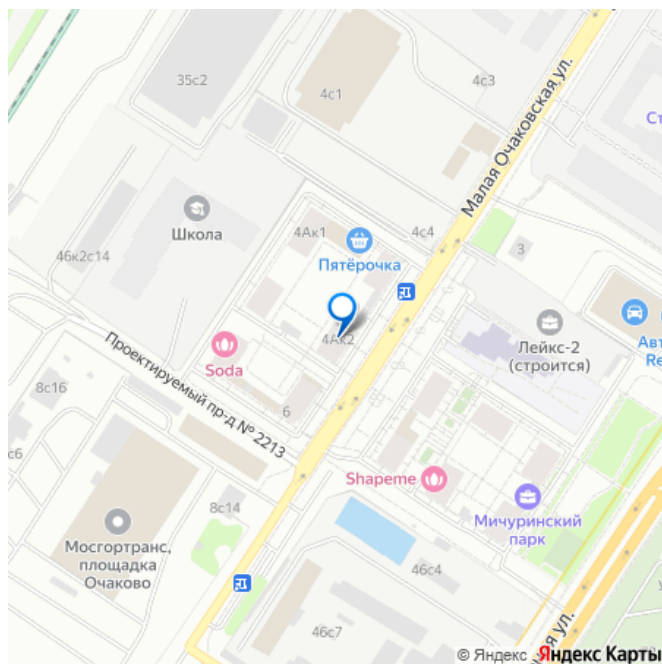 35с2
4с1
4с3
Малая Очаковская ул.
Ст
Школа
4Ак1
Пятёрочка
4с4
3
46к2с14
4Ак2
Лейкс-2
(строится)
Авт
Re
Проектируемый пр-д № 2213
Soda
8с16
6
с6
Shapeme
8с14
Мичуринский
парк
Мосгортранс,
площадка
Очаково
46с4
46с7
ная ул.
© Яндекс Яндекс Карты